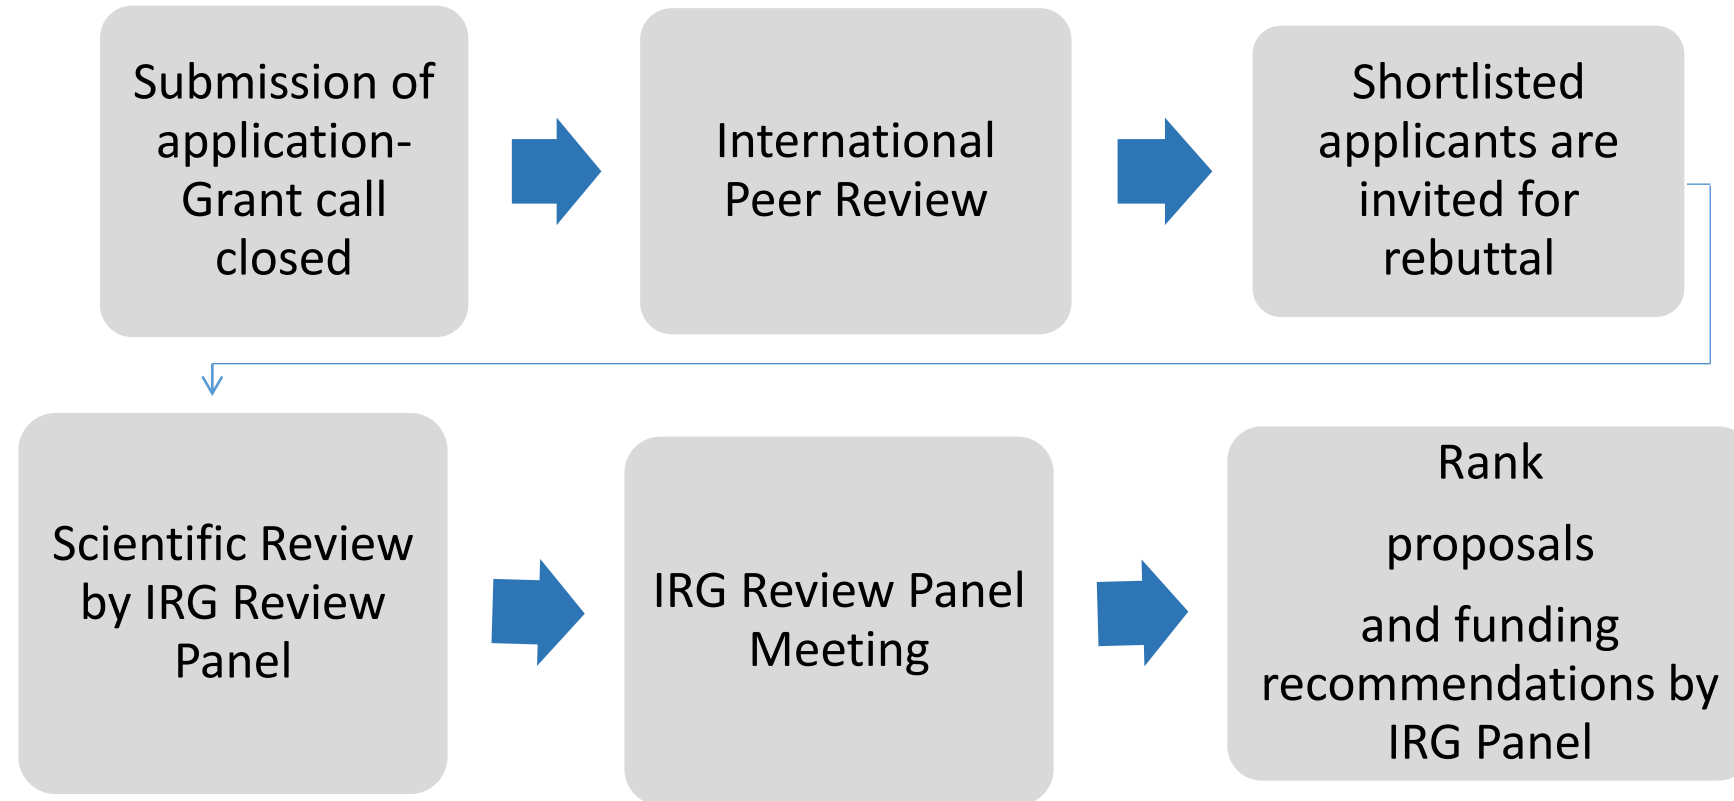 Submission of
application-
Grant call
closed
International
Peer Review
Shortlisted
applicants are
invited for
rebuttal
Scientific Review
by IRG Review
Panel
IRG Review Panel
Meeting
Rank
proposals
and funding
recommendations by
IRG Panel